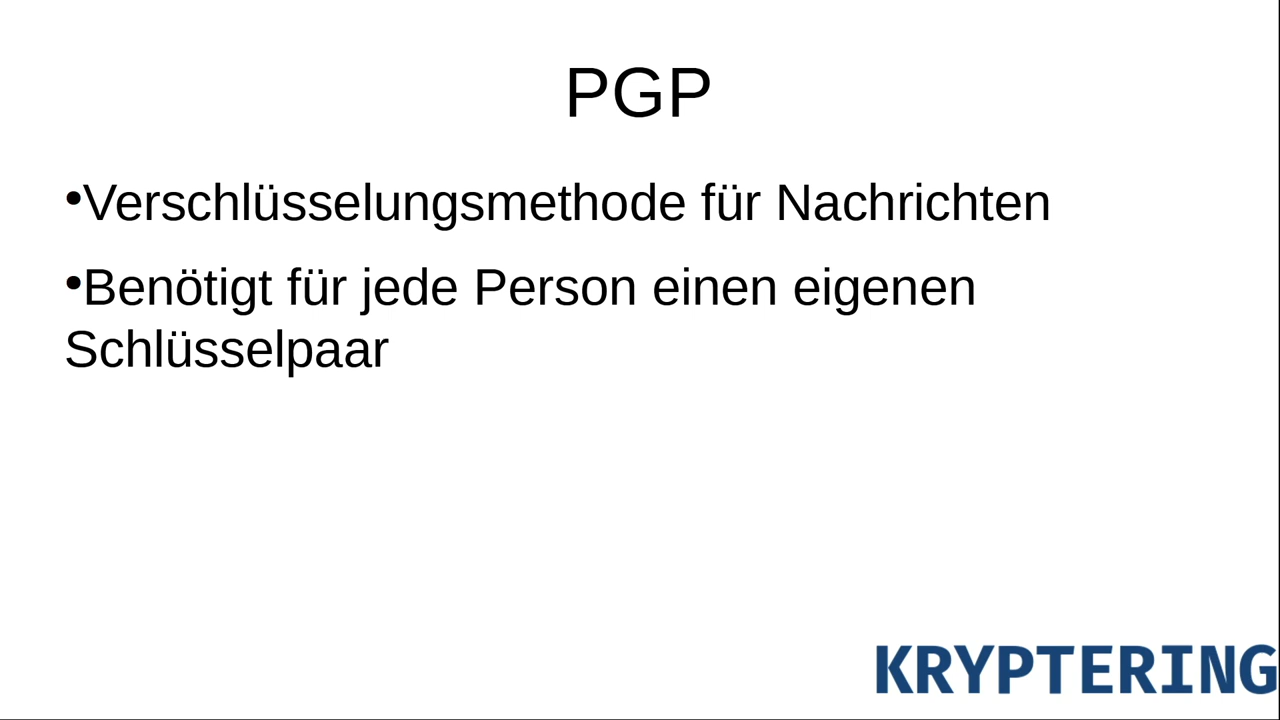 PGP
•Verschlüsselungsmethode für Nachrichten
•Benötigt für jede Person einen eigenen
Schlüsselpaar
KRYPTERING